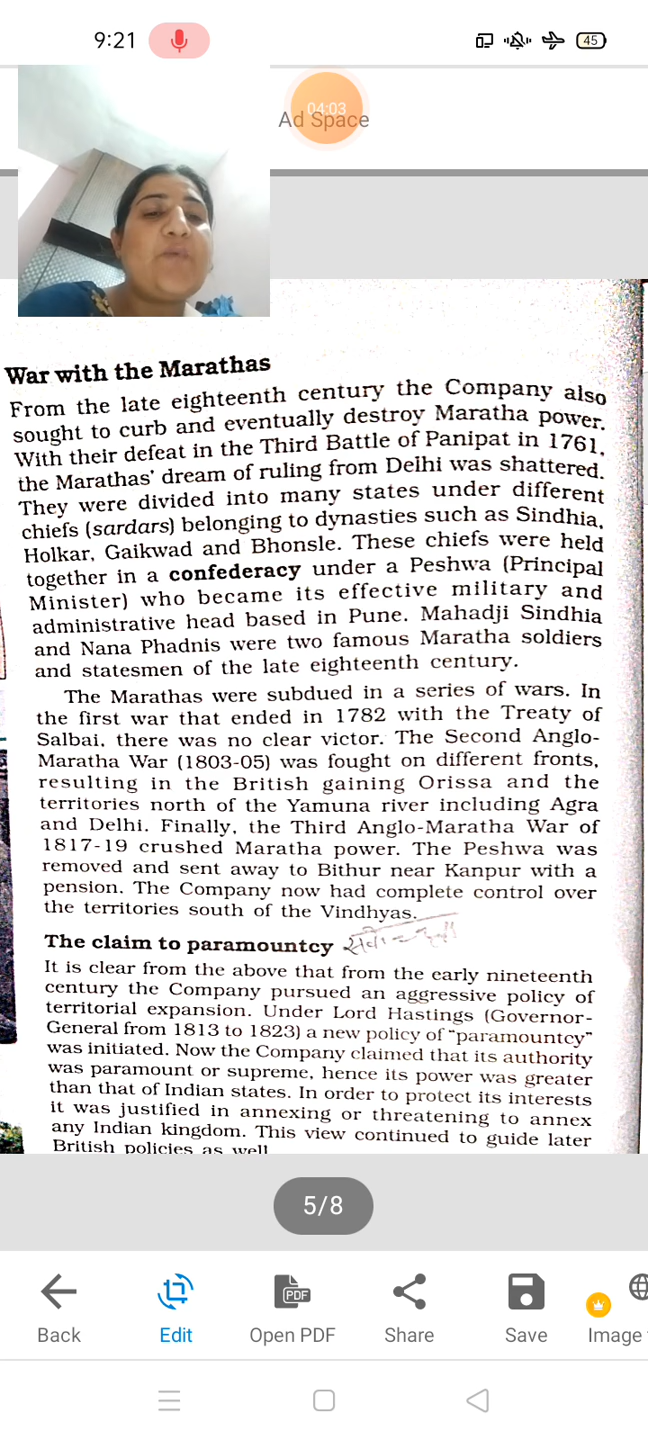 9:21
45
04:03
Ad Space
War with the Marathas
From the late eighteenth century the Company also
sought to curb and eventually destroy Maratha power.
With their defeat in the Third Battle of Panipat in 1761,
the Marathas' dream of ruling from Delhi was shattered.
They were divided into many states under different
chiefs (sardars) belonging to dynasties such as Sindhia,
Holkar, Gaikwad and Bhonsle. These chiefs were held
together in a confederacy under a Peshwa (Principal
Minister) who became its effective military and
administrative head based in Pune. Mahadji Sindhia
and Nana Phadnis were two famous Maratha soldiers
and statesmen of the late eighteenth century.
The Marathas were subdued in a series of wars. In
the first war that ended in 1782 with the Treaty of
Salbai, there was no clear victor. The Second Anglo-
Maratha War (1803-05) was fought on different fronts,
resulting in the British gaining Orissa and the
territories north of the Yamuna river including Agra
and Delhi. Finally, the Third Anglo-Maratha War of
1817-19 crushed Maratha power. The Peshwa was
removed and sent away to Bithur near Kanpur with a
pension. The Company now had complete control over
the territories south of the Vindhyas.
The claim to paramountcy
It is clear from the above that from the early nineteenth
century the Company pursued an aggressive policy of
territorial expansion. Under Lord Hastings (Governor-
General from 1813 to 1823) a new policy of "paramountcy"
was initiated. Now the Company claimed that its authority
was paramount or supreme, hence its power was greater
than that of Indian states. In order to protect its interests
it was justified in annexing or threatening to annex
any Indian kingdom. This view continued to guide later
British policies as well
5/8
Back
Edit
PDF
Open PDF
Share
Save
Image